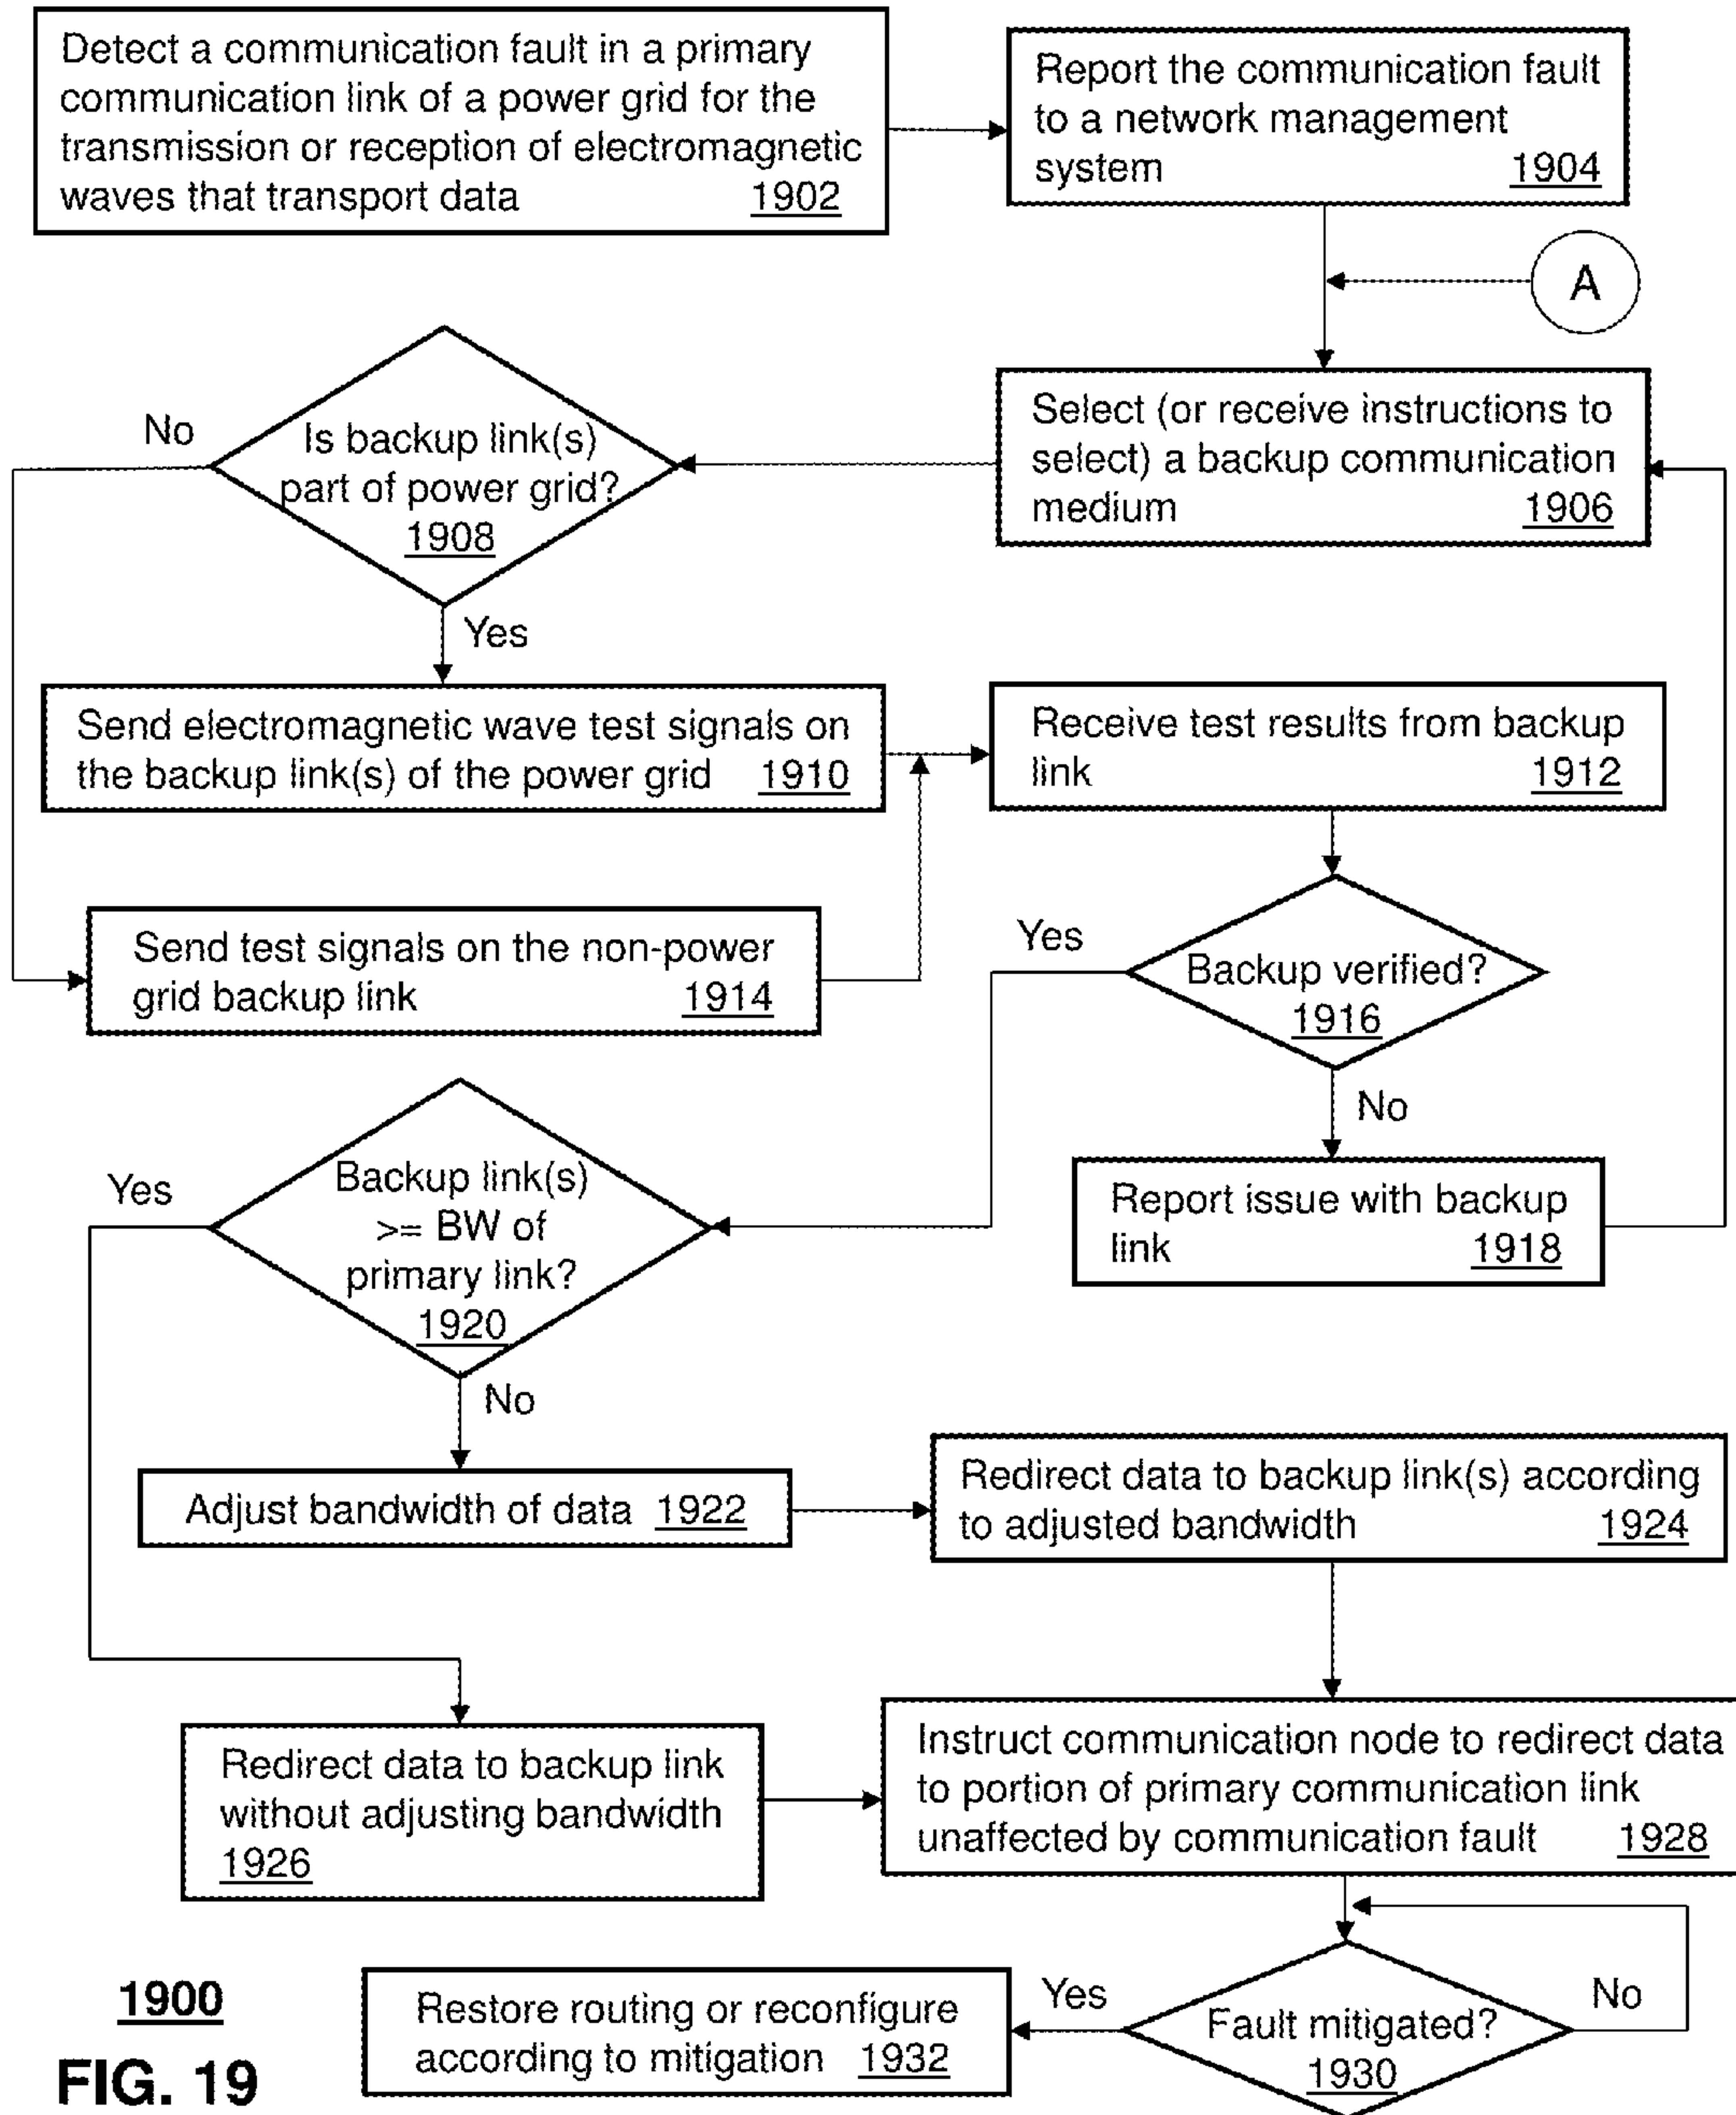 Detect a communication fault in a primary
communication link of a power grid for the
transmission or reception of electromagnetic
waves that transport data 1902
Report the communication fault
to a network management
system 1904
A
Select (or receive instructions to
select) a backup communication
medium 1906
No
Is backup link(s)
part of power grid?
1908
Yes
Send electromagnetic wave test signals on
the backup link(s) of the power grid 1910
Receive test results from backup
link 1912
Send test signals on the non-power
grid backup link 1914
Yes
Backup verified?
1916
No
Report issue with backup
link 1918
Yes
Backup link(s)
>= BW of
primary link?
1920
No
Adjust bandwidth of data 1922
Redirect data to backup link(s) according
to adjusted bandwidth 1924
Redirect data to backup link
without adjusting bandwidth
1926
Instruct communication node to redirect data
to portion of primary communication link
unaffected by communication fault 1928
Fault mitigated?
1930
No
Yes
Restore routing or reconfigure
according to mitigation 1932
1900
FIG. 19